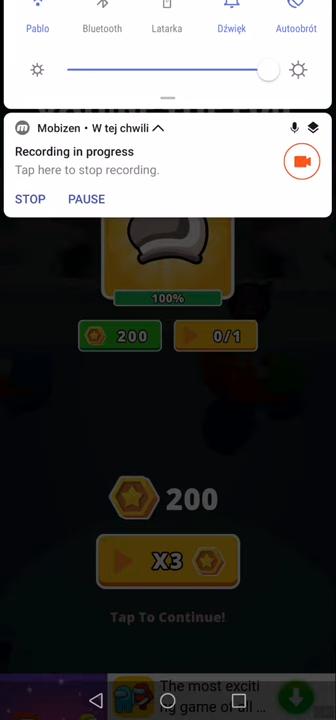 Pablo Bluetooth Latarka Dźwięk Autoobrót
Mobizen • W tej chwili
Recording in progress
Tap here to stop recording.
STOP PAUSE
100%
200 0/1
200
X3
Tap To Continue!
The most exciti
ng game of all ...